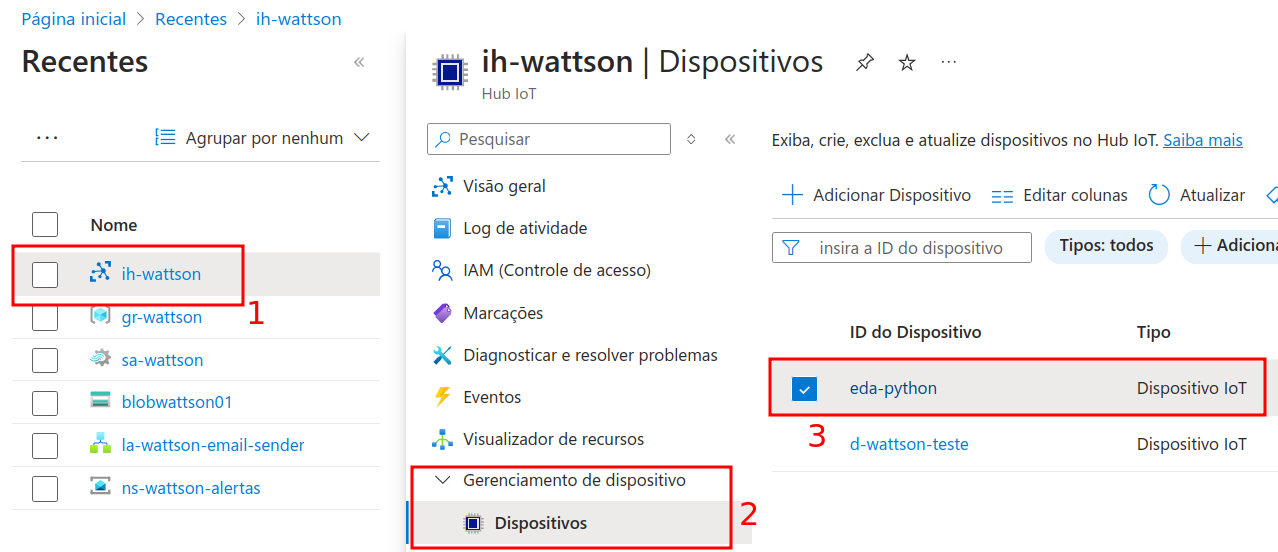 Página inicial > Recentes > ih-wattson
Recentes «
··· Agrupar por nenhum
Nome
ih-wattson
1
gr-wattson
sa-wattson
blobwattson01
la-wattson-email-sender
ns-wattson-alertas
ih-wattson | Dispositivos ···
Hub IoT
Pesquisar «
Visão geral
Log de atividade
IAM (Controle de acesso)
Marcações
Diagnosticar e resolver problemas
Eventos
Visualizador de recursos
Gerenciamento de dispositivo
Dispositivos
2
Exiba, crie, exclua e atualize dispositivos no Hub IoT. Saiba mais
+ Adicionar Dispositivo Editar colunas Atualizar
insira a ID do dispositivo Tipos: todos + Adiciona
ID do Dispositivo Tipo
eda-python Dispositivo IoT
3
d-wattson-teste Dispositivo IoT